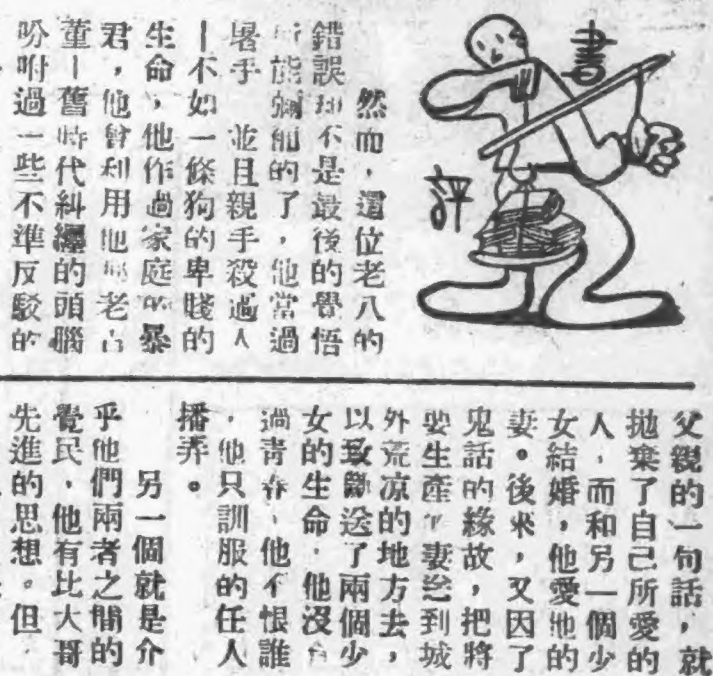 書
評
然而，這位老八的
錯誤却不是最後的覺悟
所能彌補的了，他當過
屠手 並且親手殺過人
—不如一條狗的卑賤的
生命，他作過家庭的暴
君，他曾利用他 老古
董—舊時代糾纏的頭腦
吩咐過一些不準反駁的
父親的一句話，就
拋棄了自己所愛的
人，而和另一個少
女結婚，他愛他的
妻。後來，又因了
鬼話的緣故，把將
要生產 妻 到城
外荒凉的地方去，
以致斷送了兩個少
女的生命，他沒有
過青春，他不恨誰
，他只訓服的任人
播弄。
另一個就是介
乎他們兩者之間的
覺民，他有比大哥
先進的思想。但